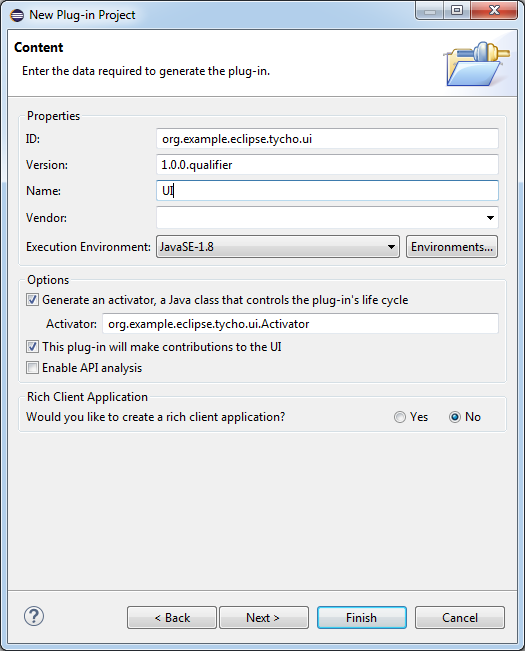 New Plug-in Project
Content
Enter the data required to generate the plug-in.
Properties
ID: org.example.eclipse.tycho.ui
Version: 1.0.0.qualifier
Name: UI
Vendor:
Execution Environment: JavaSE-1.8 Environments...
Options
Generate an activator, a Java class that controls the plug-in's life cycle
Activator: org.example.eclipse.tycho.ui.Activator
This plug-in will make contributions to the UI
Enable API analysis
Rich Client Application
Would you like to create a rich client application? Yes No
? < Back Next > Finish Cancel